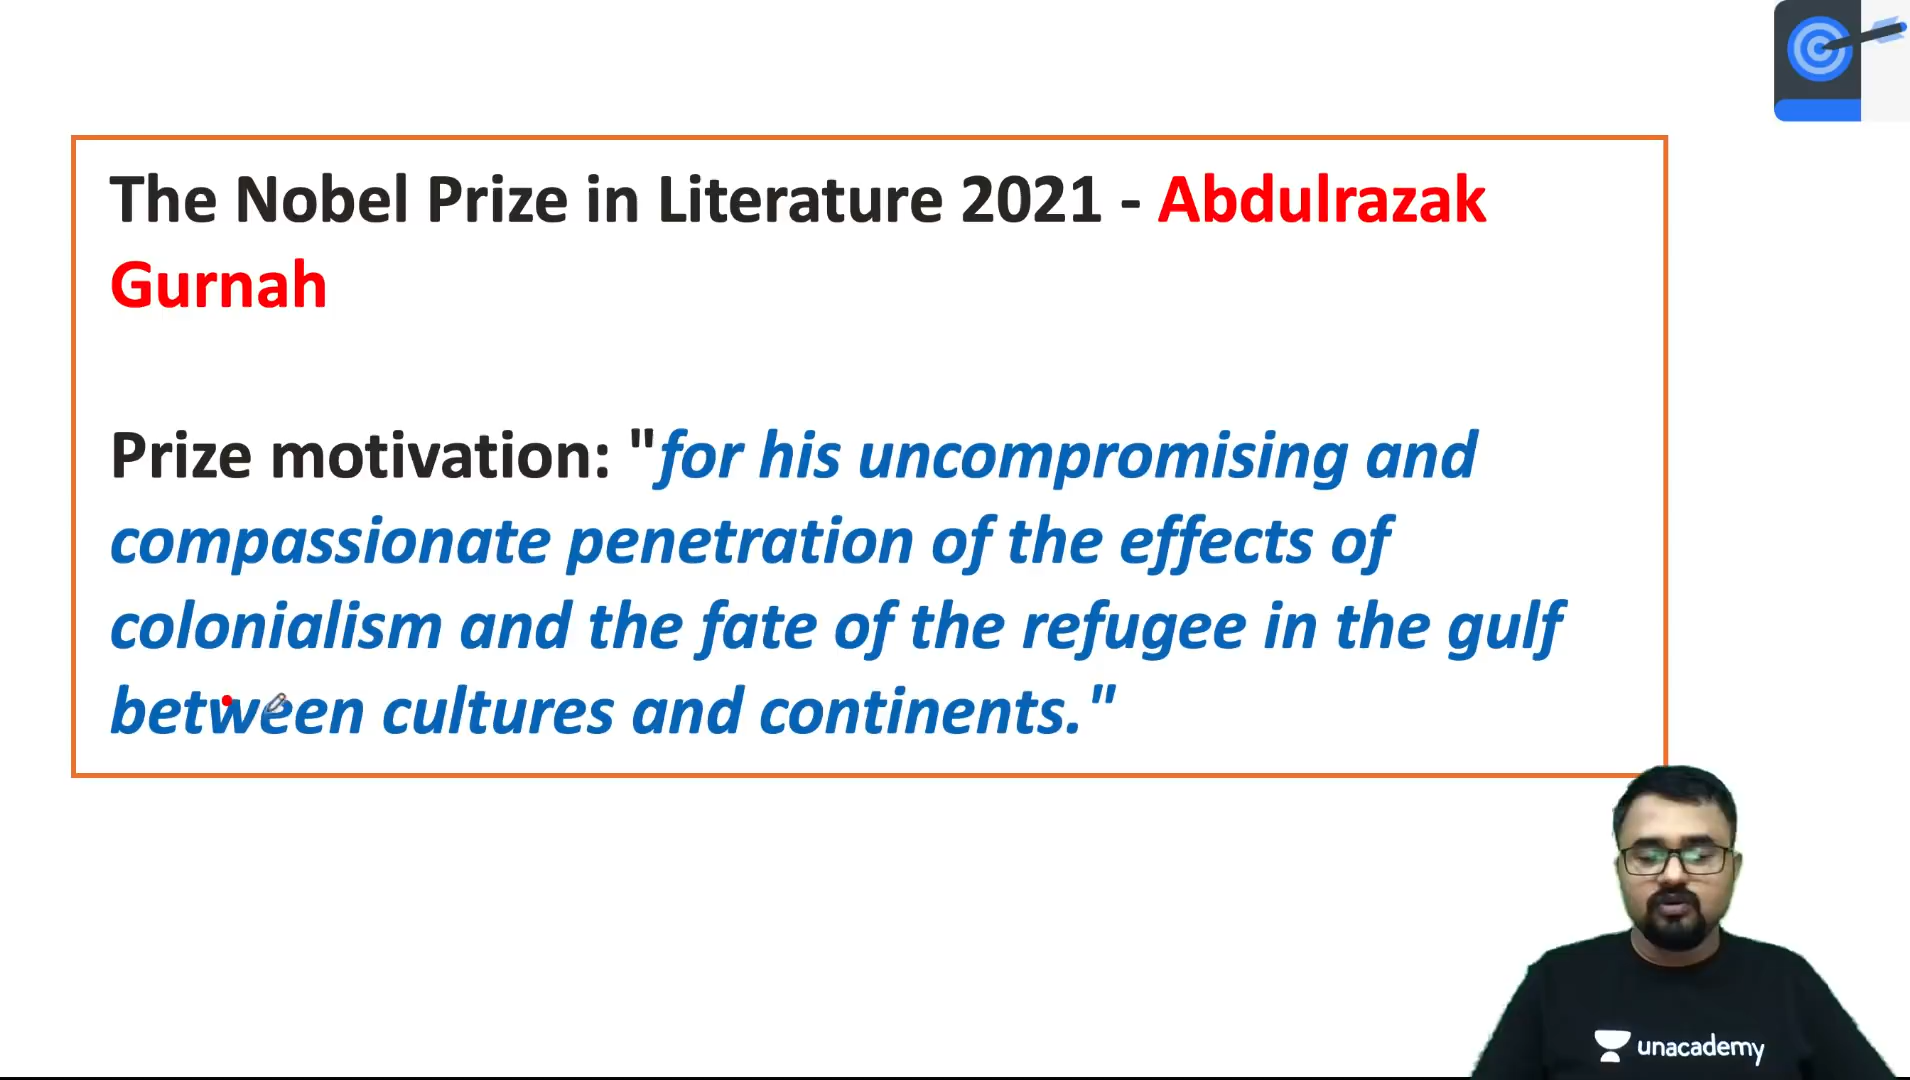 The Nobel Prize in Literature 2021 - Abdulrazak
Gurnah
Prize motivation: "for his uncompromising and
compassionate penetration of the effects of
colonialism and the fate of the refugee in the gulf
between cultures and continents."
unacademy